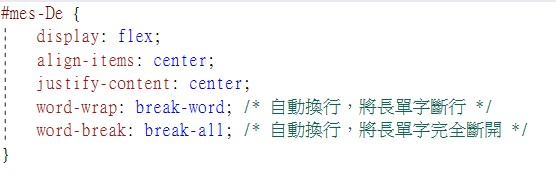 #mes-De {
display: flex;
align-items: center;
justify-content: center;
word-wrap: break-word; /* 自動換行，將長單字斷行 */
word-break: break-all; /* 自動換行，將長單字完全斷開 */
}